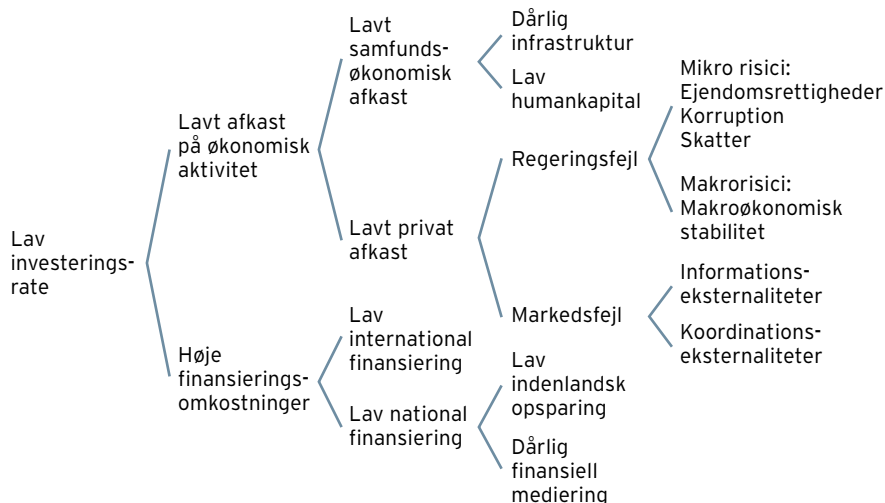 Lav
investerings-
rate
Lavt afkast
på økonomisk
aktivitet
Høje
finansierings-
omkostninger
Lavt
samfunds-
økonomisk
afkast
Lavt privat
afkast
Lav
international
finansiering
Lav national
finansiering
Dårlig
infrastruktur
Lav
humankapital
Regeringsfejl
Markedsfejl
Lav
indenlandsk
opsparing
Dårlig
finansiell
mediering
Mikro risici:
Ejendomsrettigheder
Korruption
Skatter
Makrorisici:
Makroøkonomisk
stabilitet
Informations-
eksternaliteter
Koordinations-
eksternaliteter